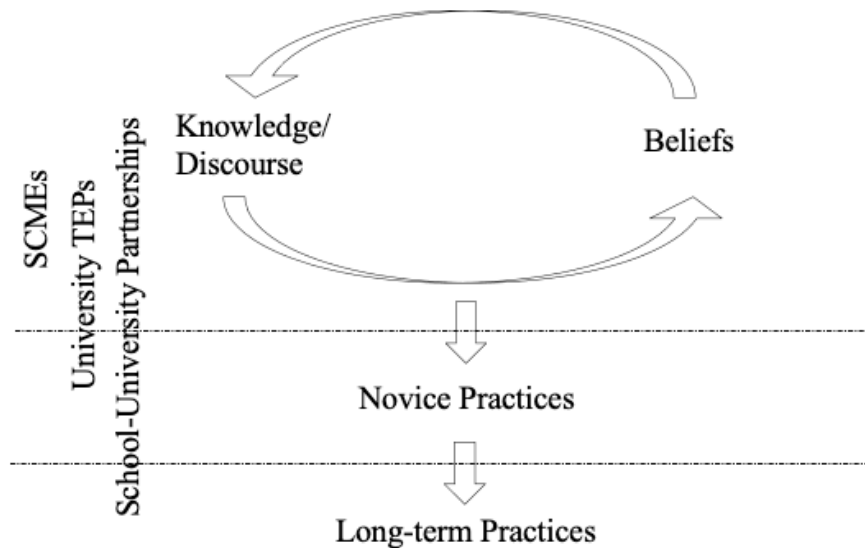 Knowledge/
Discourse
Beliefs
SCMEs
University TEPs
School-University Partnerships
Novice Practices
Long-term Practices